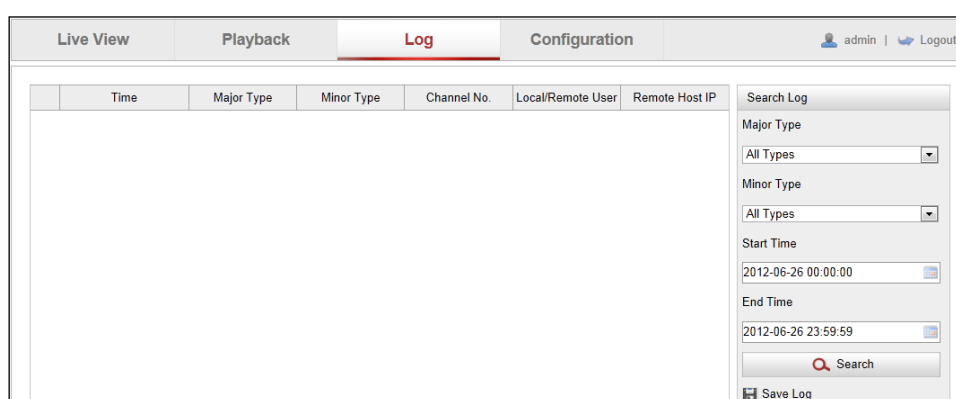 Live View Playback Log Configuration admin | Logout
Time Major Type Minor Type Channel No. Local/Remote User Remote Host IP Search Log
Major Type
All Types
Minor Type
All Types
Start Time
2012-06-26 00:00:00
End Time
2012-06-26 23:59:59
Search
Save Log